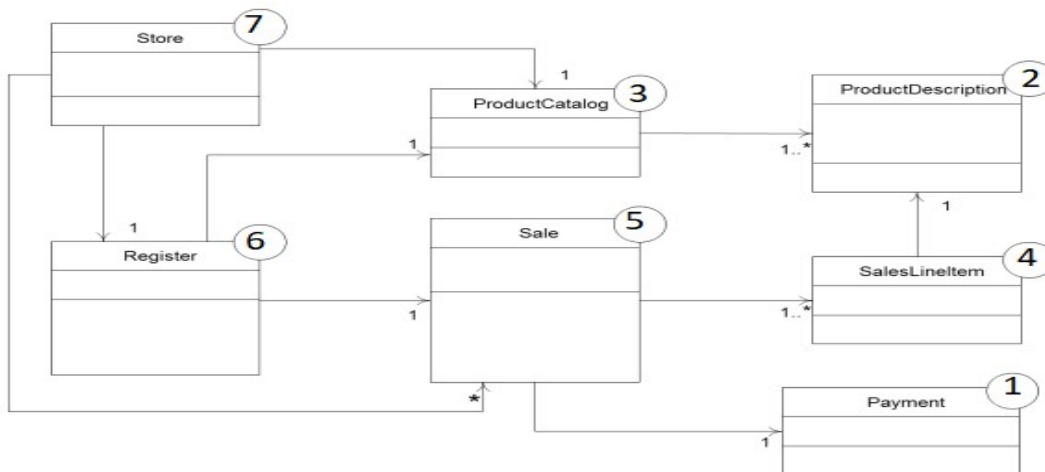 Store
7
1
ProductCatalog
3
ProductDescription
2
1
1..*
1
1
Register
6
Sale
5
SalesLineItem
4
1
1..*
*
Payment
1
1